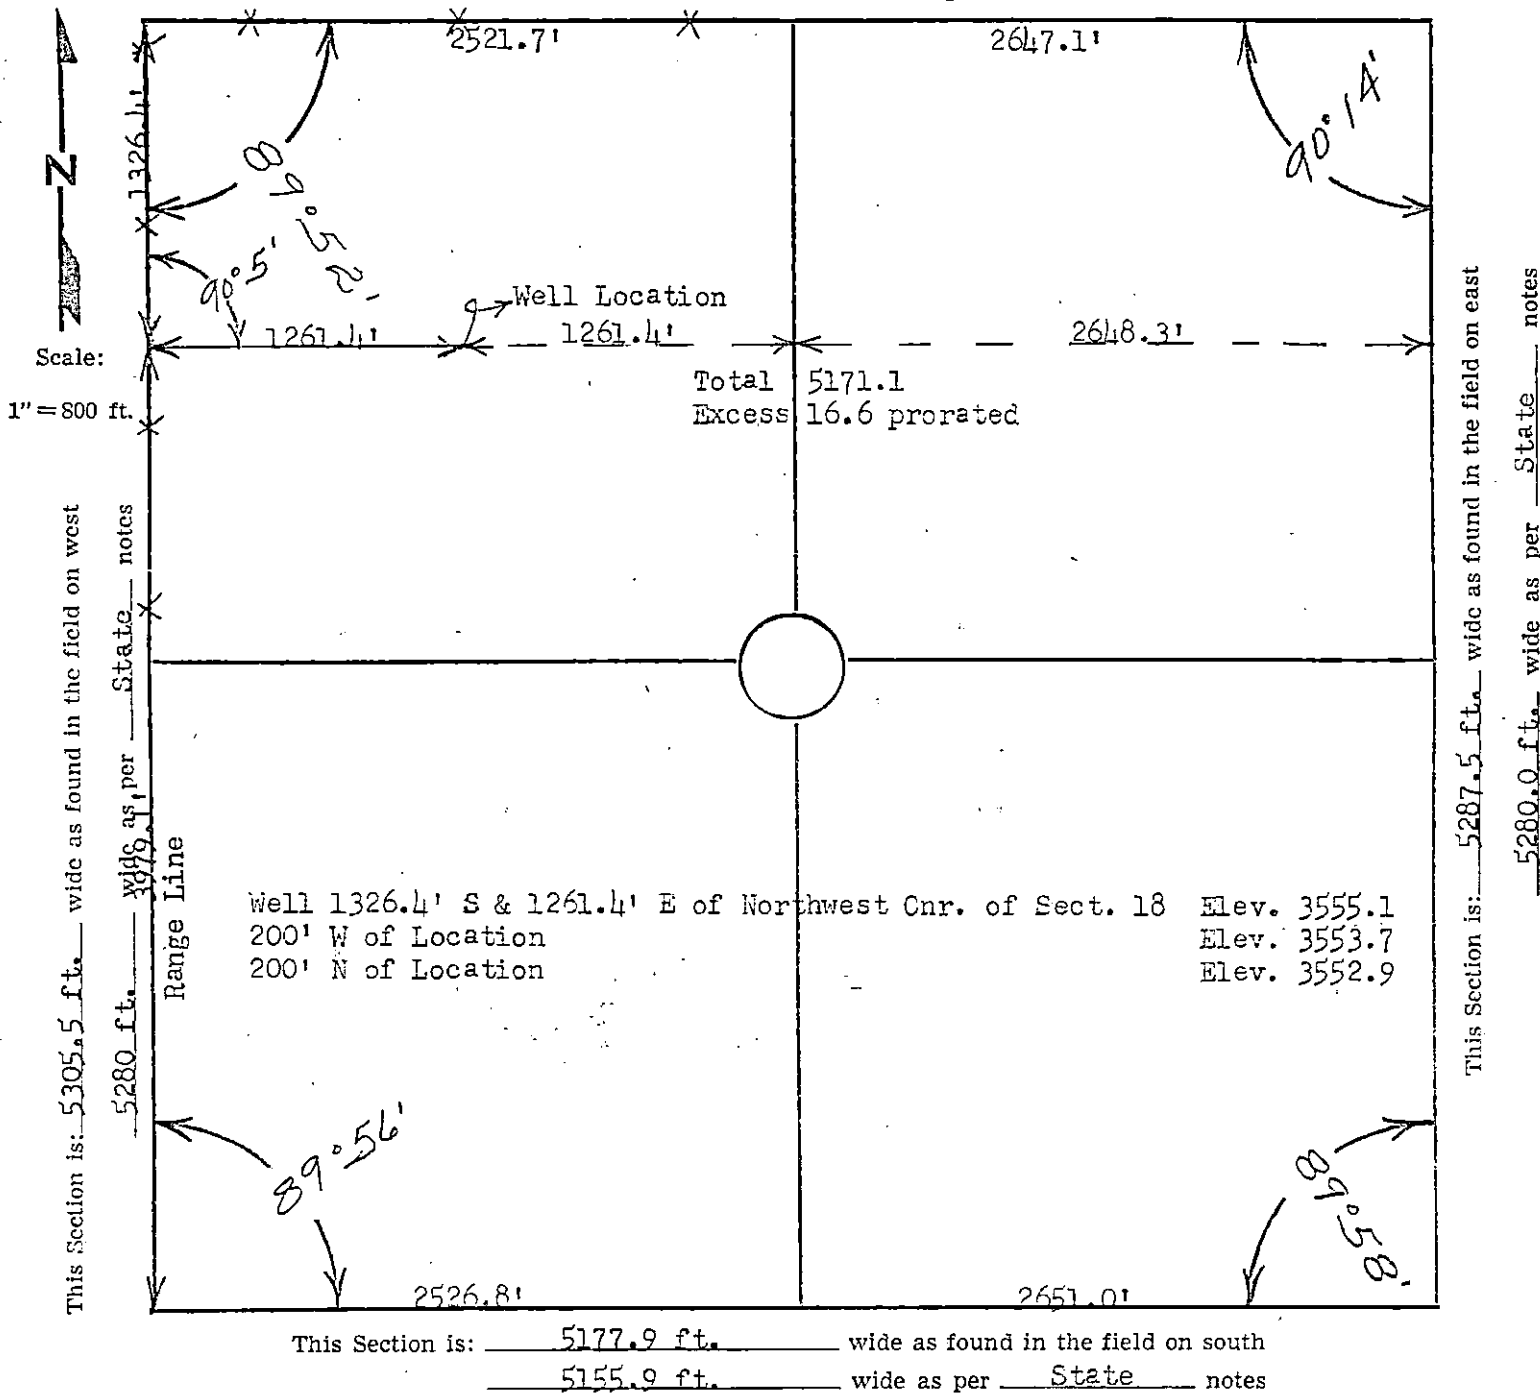 2521.7' 2647.1'
1326.4'
89°52'
90°14'
90°5'
N
Well Location
1261.4' 1261.4' 2648.3'
Scale:
1"=800 ft.
Total 5171.1
Excess 16.6 prorated
This Section is: 5305.5 ft. wide as found in the field on west
5280 ft. wide as per State notes
3979.1'
Range Line
This Section is: 5287.5 ft. wide as found in the field on east
5280.0 ft. wide as per State notes
Well 1326.4' S & 1261.4' E of Northwest Cnr. of Sect. 18 Elev. 3555.1
200' W of Location Elev. 3553.7
200' N of Location Elev. 3552.9
89°56'
89°58'
2526.8' 2651.0'
This Section is: 5177.9 ft. wide as found in the field on south
5155.9 ft. wide as per State notes